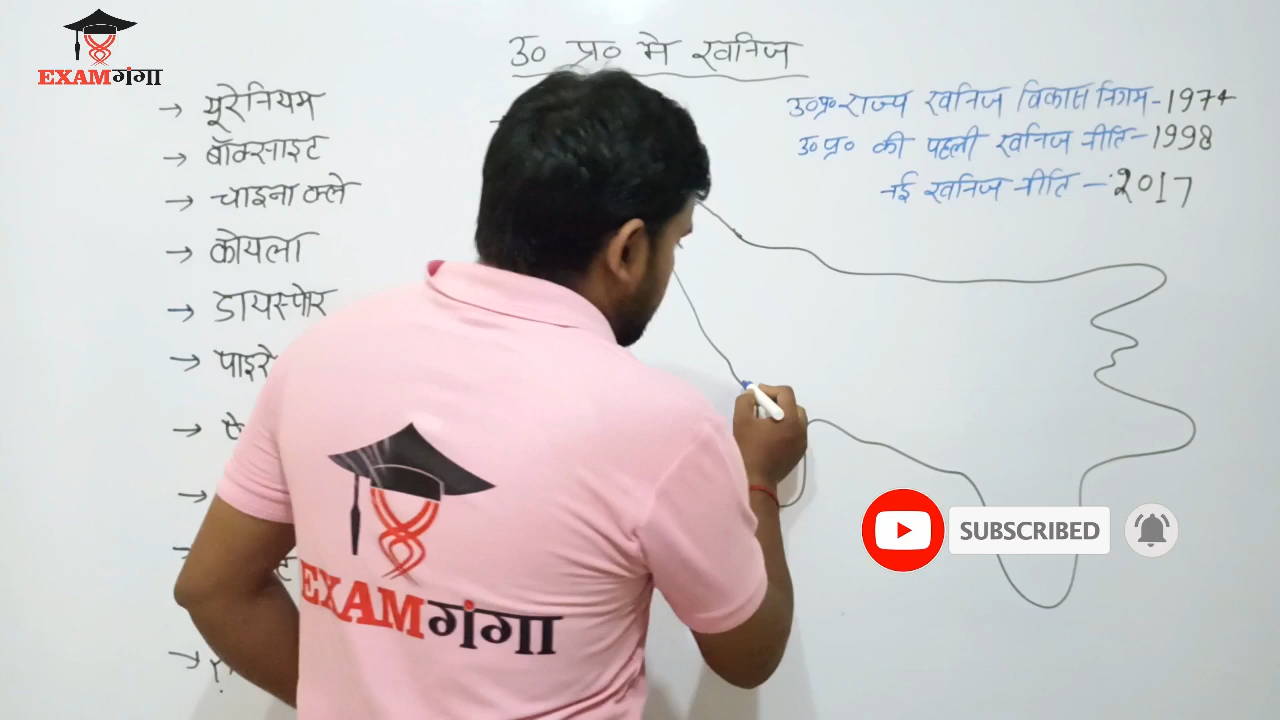 EXAMगंगा
उ० प्र० मे खनिज
→ यूरेनियम
→ बॉक्साइट
→ चाइना क्ले
→ कोयला
→ डायस्पोर
उ०प्र० राज्य खनिज विकास निगम-1974
उ०प्र० की पहली खनिज नीति-1998
नई खनिज नीति - 2017
EXAMगंगा
SUBSCRIBED